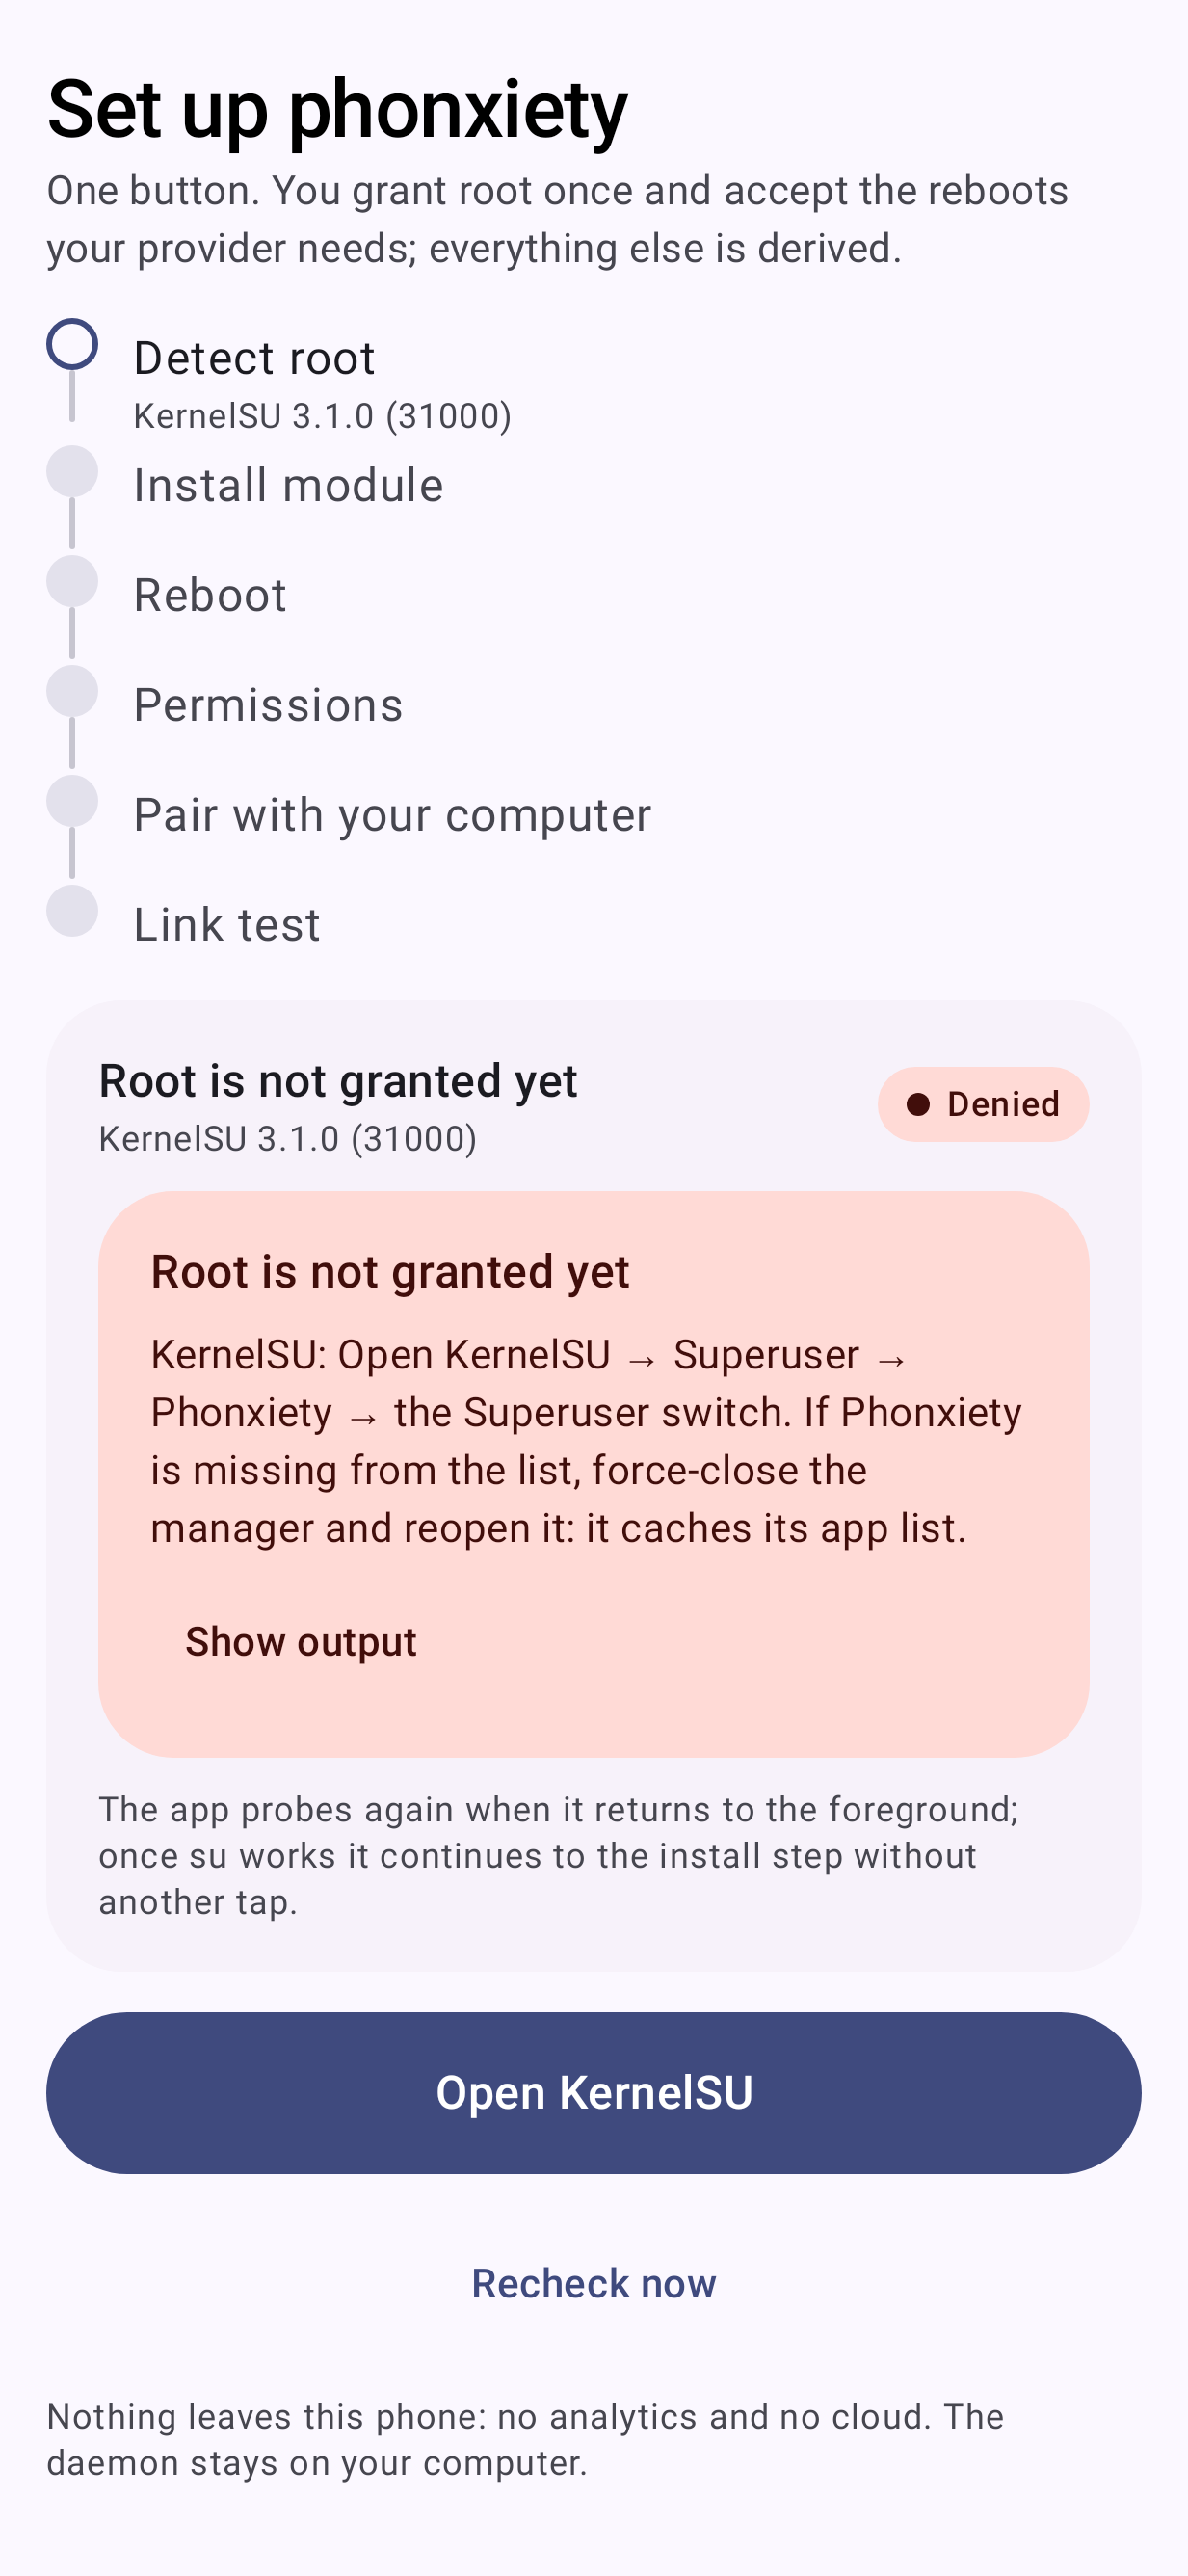 Set up phonxiety
One button. You grant root once and accept the reboots
your provider needs; everything else is derived.
Detect root
KernelSU 3.1.0 (31000)
Install module
Reboot
Permissions
Pair with your computer
Link test
Root is not granted yet
KernelSU 3.1.0 (31000)
Denied
Root is not granted yet
KernelSU: Open KernelSU → Superuser →
Phonxiety → the Superuser switch. If Phonxiety
is missing from the list, force-close the
manager and reopen it: it caches its app list.
Show output
The app probes again when it returns to the foreground;
once su works it continues to the install step without
another tap.
Open KernelSU
Recheck now
Nothing leaves this phone: no analytics and no cloud. The
daemon stays on your computer.